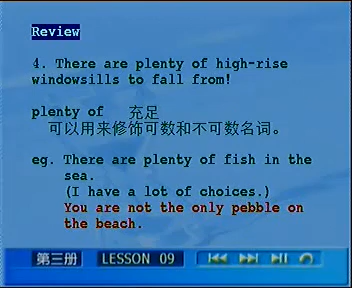 Review
4. There are plenty of high-rise
windowsills to fall from!
plenty of 充足
可以用来修饰可数和不可数名词。
eg. There are plenty of fish in the
sea.
(I have a lot of choices.)
You are not the only pebble on
the beach.
第三册 LESSON 09